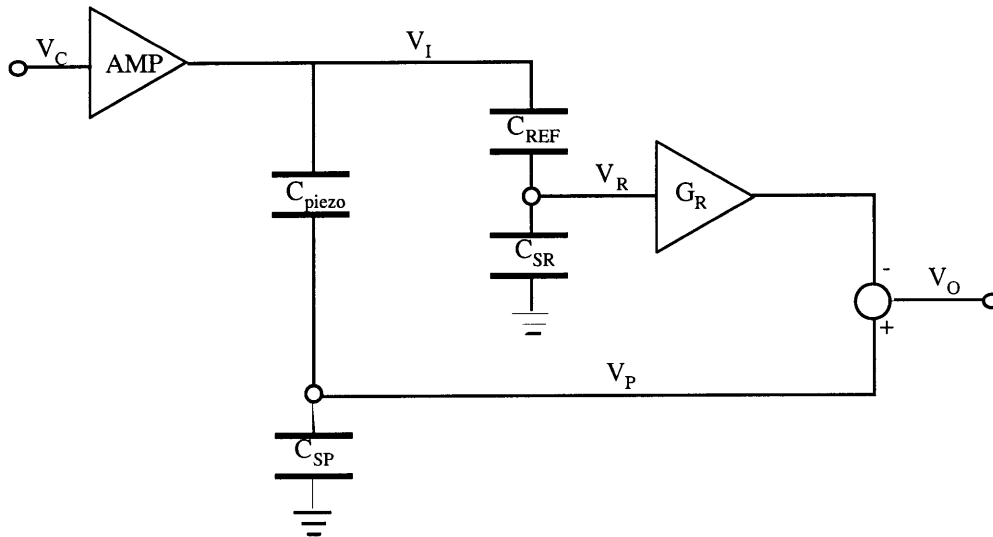 V_C
AMP
V_I
C_REF
C_piezo
V_R
G_R
C_SR
-
V_O
+
V_P
C_SP